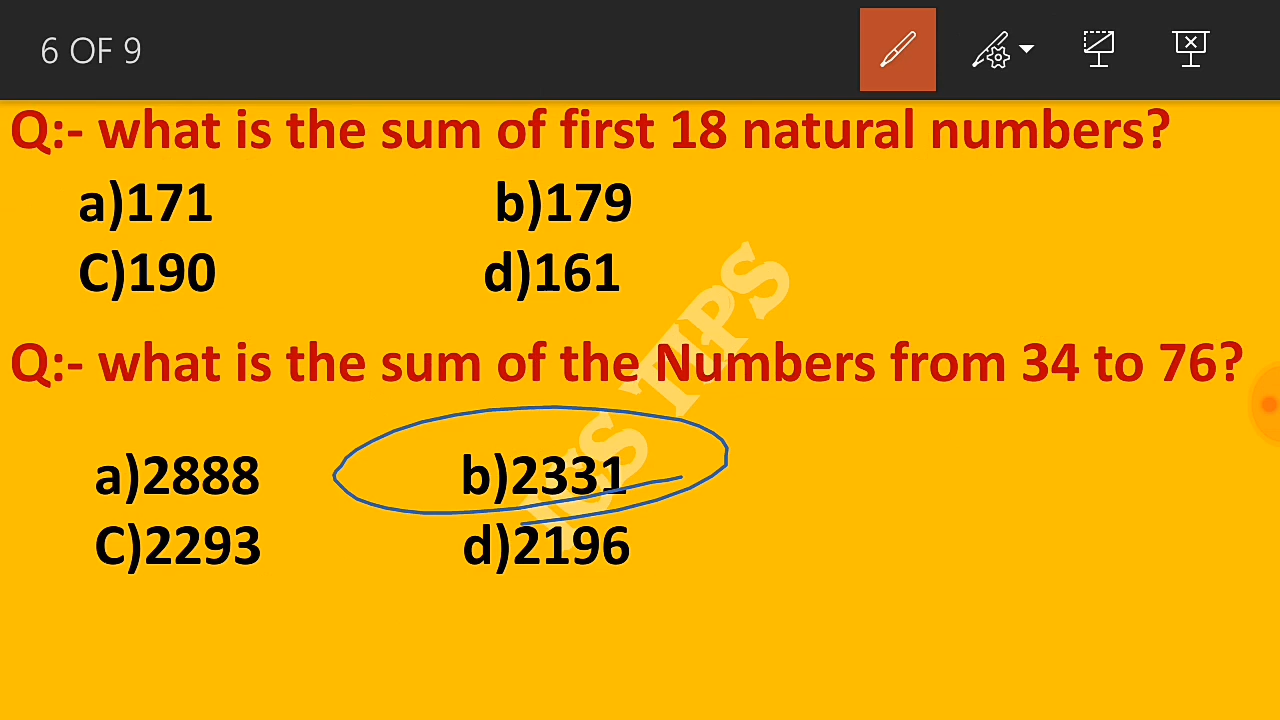 6 OF 9
Q:- what is the sum of first 18 natural numbers?
a)171 b)179
C)190 d)161
Q:- what is the sum of the Numbers from 34 to 76?
a)2888 b)2331
C)2293 d)2196
TIPS